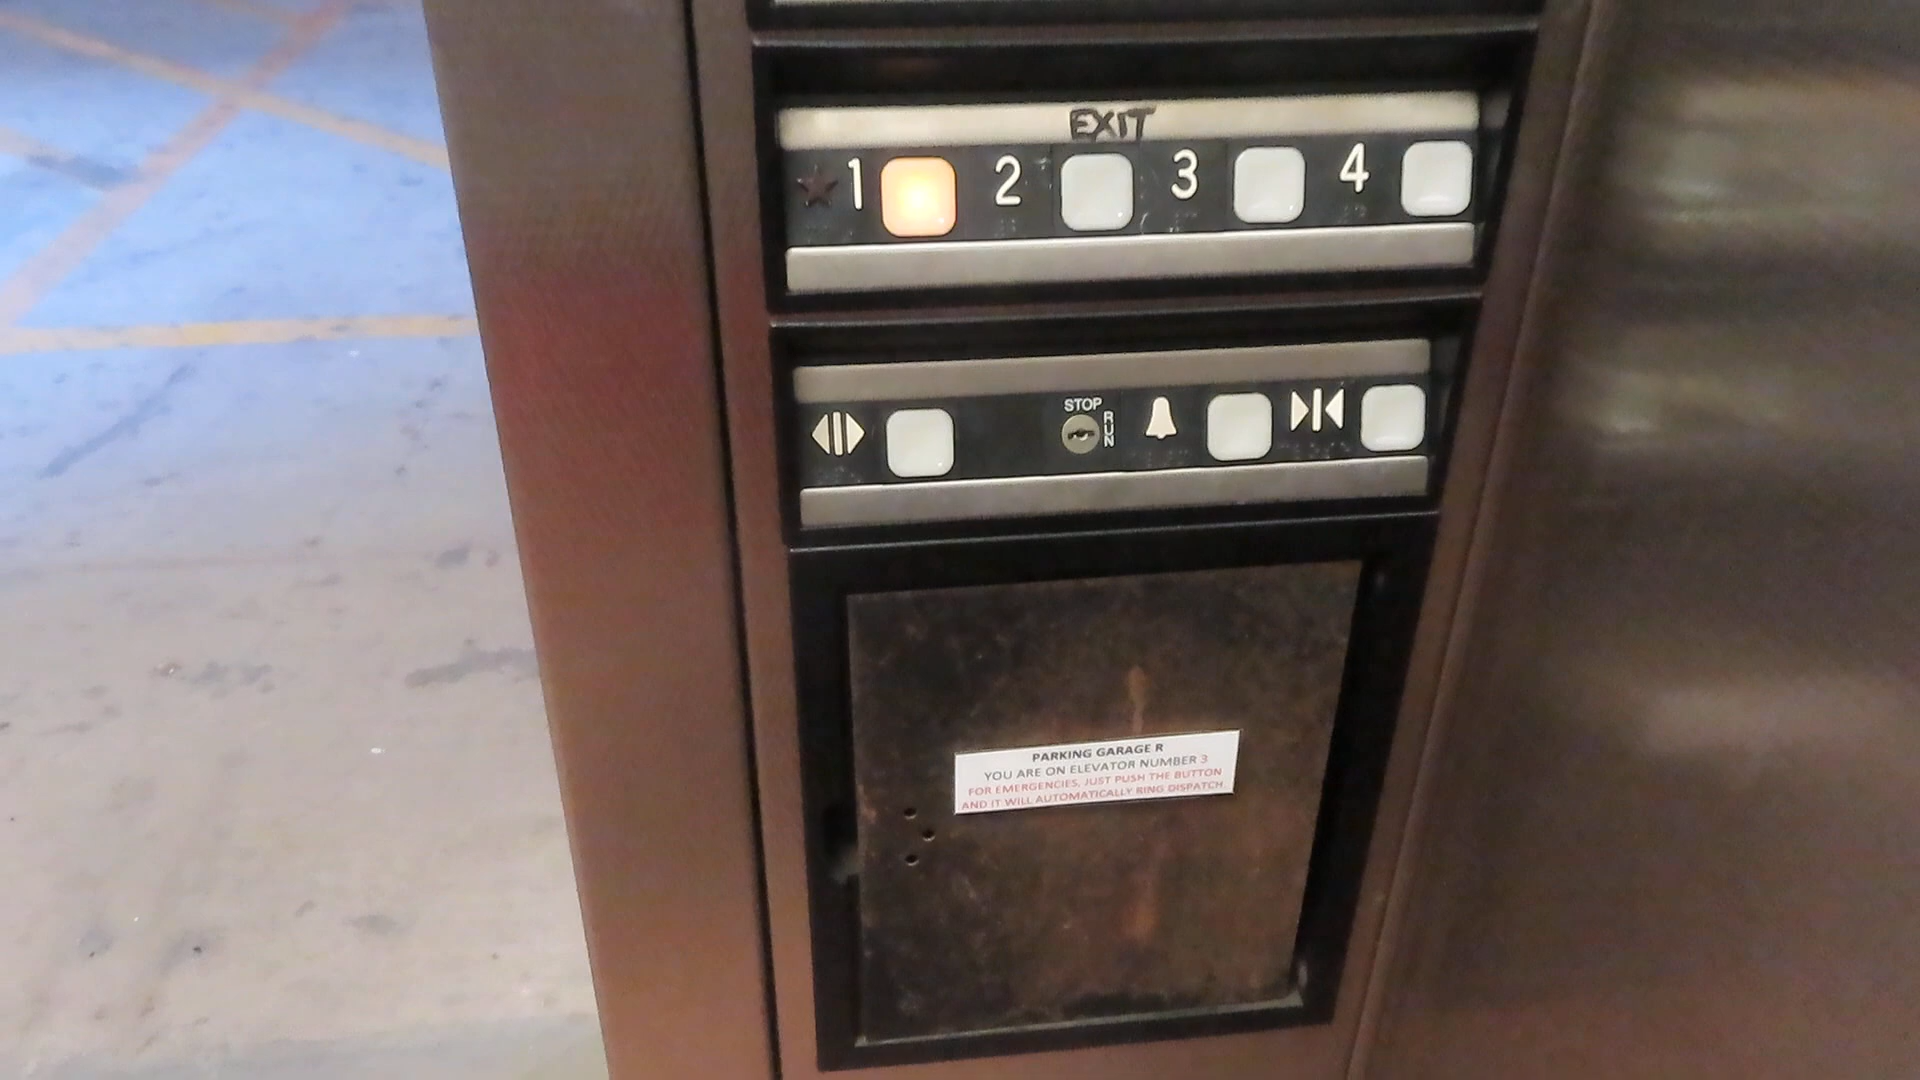 EXIT
★ 1 2 3 4
STOP
RUN
PARKING GARAGE R
YOU ARE ON ELEVATOR NUMBER 3
FOR EMERGENCIES, JUST PUSH THE BUTTON
AND IT WILL AUTOMATICALLY RING DISPATCH.